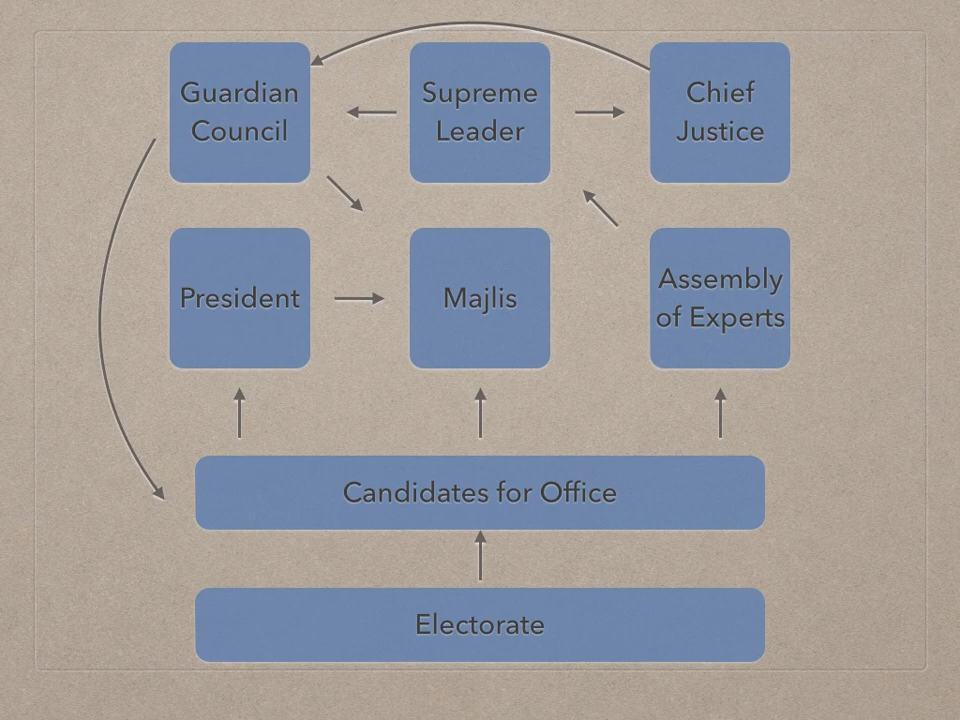 Guardian
Council
Supreme
Leader
Chief
Justice
President
Majlis
Assembly
of Experts
Candidates for Office
Electorate